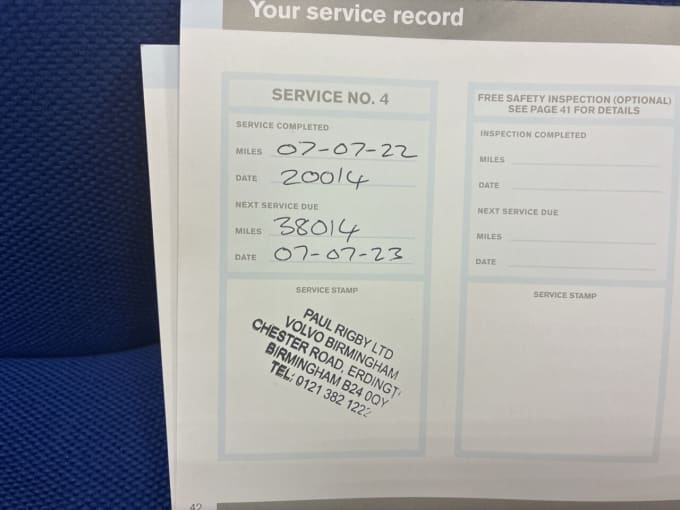 Your service record
SERVICE NO. 4
SERVICE COMPLETED
MILES 07-07-22
DATE 20014
NEXT SERVICE DUE
MILES 38014
DATE 07-07-23
SERVICE STAMP
PAUL RIGBY LTD
VOLVO BIRMINGHAM
CHESTER ROAD, ERDINGT
BIRMINGHAM B24 0QY
TEL: 0121 382 1222
FREE SAFETY INSPECTION (OPTIONAL)
SEE PAGE 41 FOR DETAILS
INSPECTION COMPLETED
MILES
DATE
NEXT SERVICE DUE
MILES
DATE
SERVICE STAMP
42